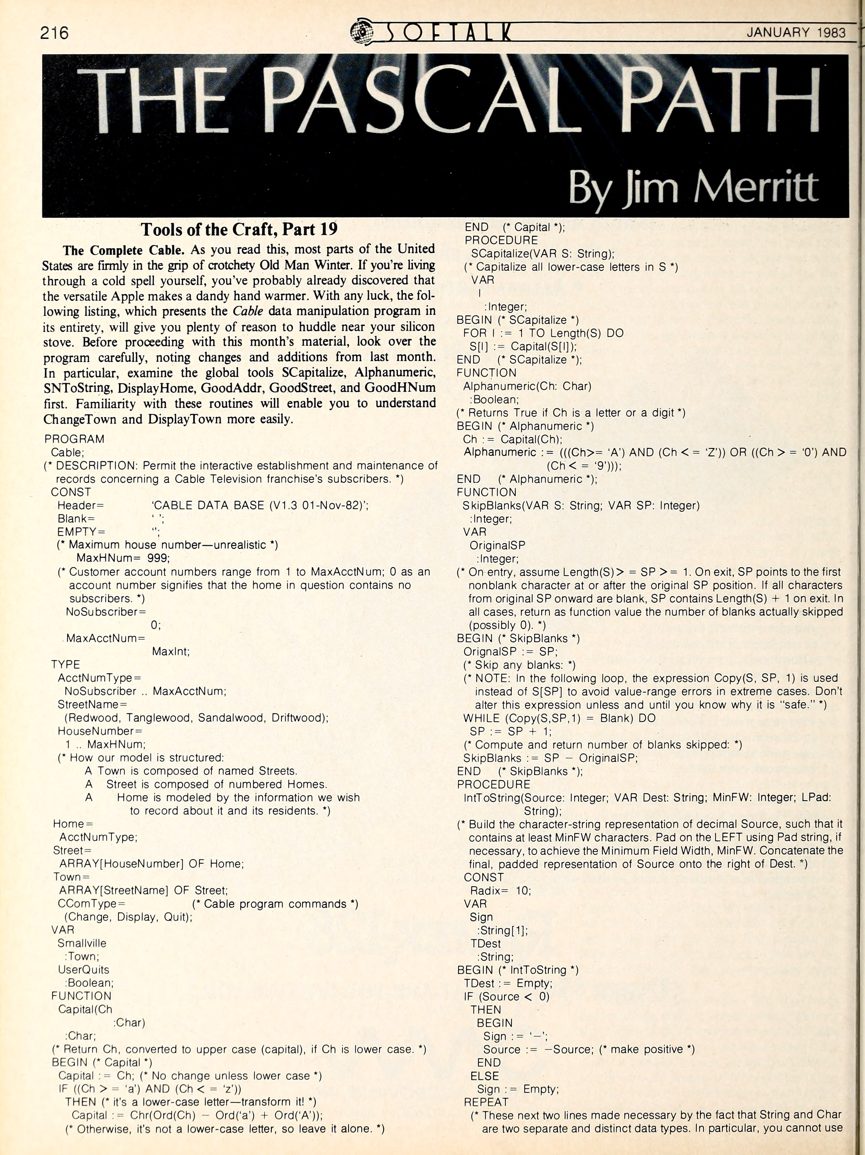 216
SOFTALK
JANUARY 1983
THE PASCAL PATH
By Jim Merritt
Tools of the Craft, Part 19
The Complete Cable. As you read this, most parts of the United
States are firmly in the grip of crotchety Old Man Winter. If you're living
through a cold spell yourself, you've probably already discovered that
the versatile Apple makes a dandy hand warmer. With any luck, the fol-
lowing listing, which presents the Cable data manipulation program in
its entirety, will give you plenty of reason to huddle near your silicon
stove. Before proceeding with this month's material, look over the
program carefully, noting changes and additions from last month.
In particular, examine the global tools SCapitalize, Alphanumeric,
SNToString, DisplayHome, GoodAddr, GoodStreet, and GoodHNum
first. Familiarity with these routines will enable you to understand
ChangeTown and DisplayTown more easily.
PROGRAM
Cable;
(* DESCRIPTION: Permit the interactive establishment and maintenance of
records concerning a Cable Television franchise's subscribers. *)
CONST
Header= 'CABLE DATA BASE (V1.3 01-Nov-82)';
Blank= ' ';
EMPTY= '';
(* Maximum house number—unrealistic *)
MaxHNum= 999;
(* Customer account numbers range from 1 to MaxAcctNum; 0 as an
account number signifies that the home in question contains no
subscribers. *)
NoSubscriber=
0;
MaxAcctNum=
MaxInt;
TYPE
AcctNumType=
NoSubscriber .. MaxAcctNum;
StreetName=
(Redwood, Tanglewood, Sandalwood, Driftwood);
HouseNumber=
1 .. MaxHNum;
(* How our model is structured:
A Town is composed of named Streets.
A Street is composed of numbered Homes.
A Home is modeled by the information we wish
to record about it and its residents. *)
Home=
AcctNumType;
Street=
ARRAY[HouseNumber] OF Home;
Town=
ARRAY[StreetName] OF Street;
CComType= (* Cable program commands *)
(Change, Display, Quit);
VAR
Smallville
:Town;
UserQuits
:Boolean;
FUNCTION
Capital(Ch
:Char)
:Char;
(* Return Ch, converted to upper case (capital), if Ch is lower case. *)
BEGIN (* Capital *)
Capital := Ch; (* No change unless lower case *)
IF ((Ch > = 'a') AND (Ch < = 'z'))
THEN (* it's a lower-case letter—transform it! *)
Capital := Chr(Ord(Ch) − Ord('a') + Ord('A'));
(* Otherwise, it's not a lower-case letter, so leave it alone. *)
END (* Capital *);
PROCEDURE
SCapitalize(VAR S: String);
(* Capitalize all lower-case letters in S *)
VAR
I
:Integer;
BEGIN (* SCapitalize *)
FOR I := 1 TO Length(S) DO
S[I] := Capital(S[I]);
END (* SCapitalize *);
FUNCTION
Alphanumeric(Ch: Char)
:Boolean;
(* Returns True if Ch is a letter or a digit *)
BEGIN (* Alphanumeric *)
Ch := Capital(Ch);
Alphanumeric := (((Ch>= 'A') AND (Ch < = 'Z')) OR ((Ch > = '0') AND
(Ch < = '9')));
END (* Alphanumeric *);
FUNCTION
SkipBlanks(VAR S: String; VAR SP: Integer)
:Integer;
VAR
OriginalSP
:Integer;
(* On entry, assume Length(S)> = SP > = 1. On exit, SP points to the first
nonblank character at or after the original SP position. If all characters
from original SP onward are blank, SP contains Length(S) + 1 on exit. In
all cases, return as function value the number of blanks actually skipped
(possibly 0). *)
BEGIN (* SkipBlanks *)
OrignalSP := SP;
(* Skip any blanks: *)
(* NOTE: In the following loop, the expression Copy(S, SP, 1) is used
instead of S[SP] to avoid value-range errors in extreme cases. Don't
alter this expression unless and until you know why it is "safe." *)
WHILE (Copy(S,SP,1) = Blank) DO
SP := SP + 1;
(* Compute and return number of blanks skipped: *)
SkipBlanks := SP − OriginalSP;
END (* SkipBlanks *);
PROCEDURE
IntToString(Source: Integer; VAR Dest: String; MinFW: Integer; LPad:
String);
(* Build the character-string representation of decimal Source, such that it
contains at least MinFW characters. Pad on the LEFT using Pad string, if
necessary, to achieve the Minimum Field Width, MinFW. Concatenate the
final, padded representation of Source onto the right of Dest. *)
CONST
Radix= 10;
VAR
Sign
:String[1];
TDest
:String;
BEGIN (* IntToString *)
TDest := Empty;
IF (Source < 0)
THEN
BEGIN
Sign := '−';
Source := −Source; (* make positive *)
END
ELSE
Sign := Empty;
REPEAT
(* These next two lines made necessary by the fact that String and Char
are two separate and distinct data types. In particular, you cannot use